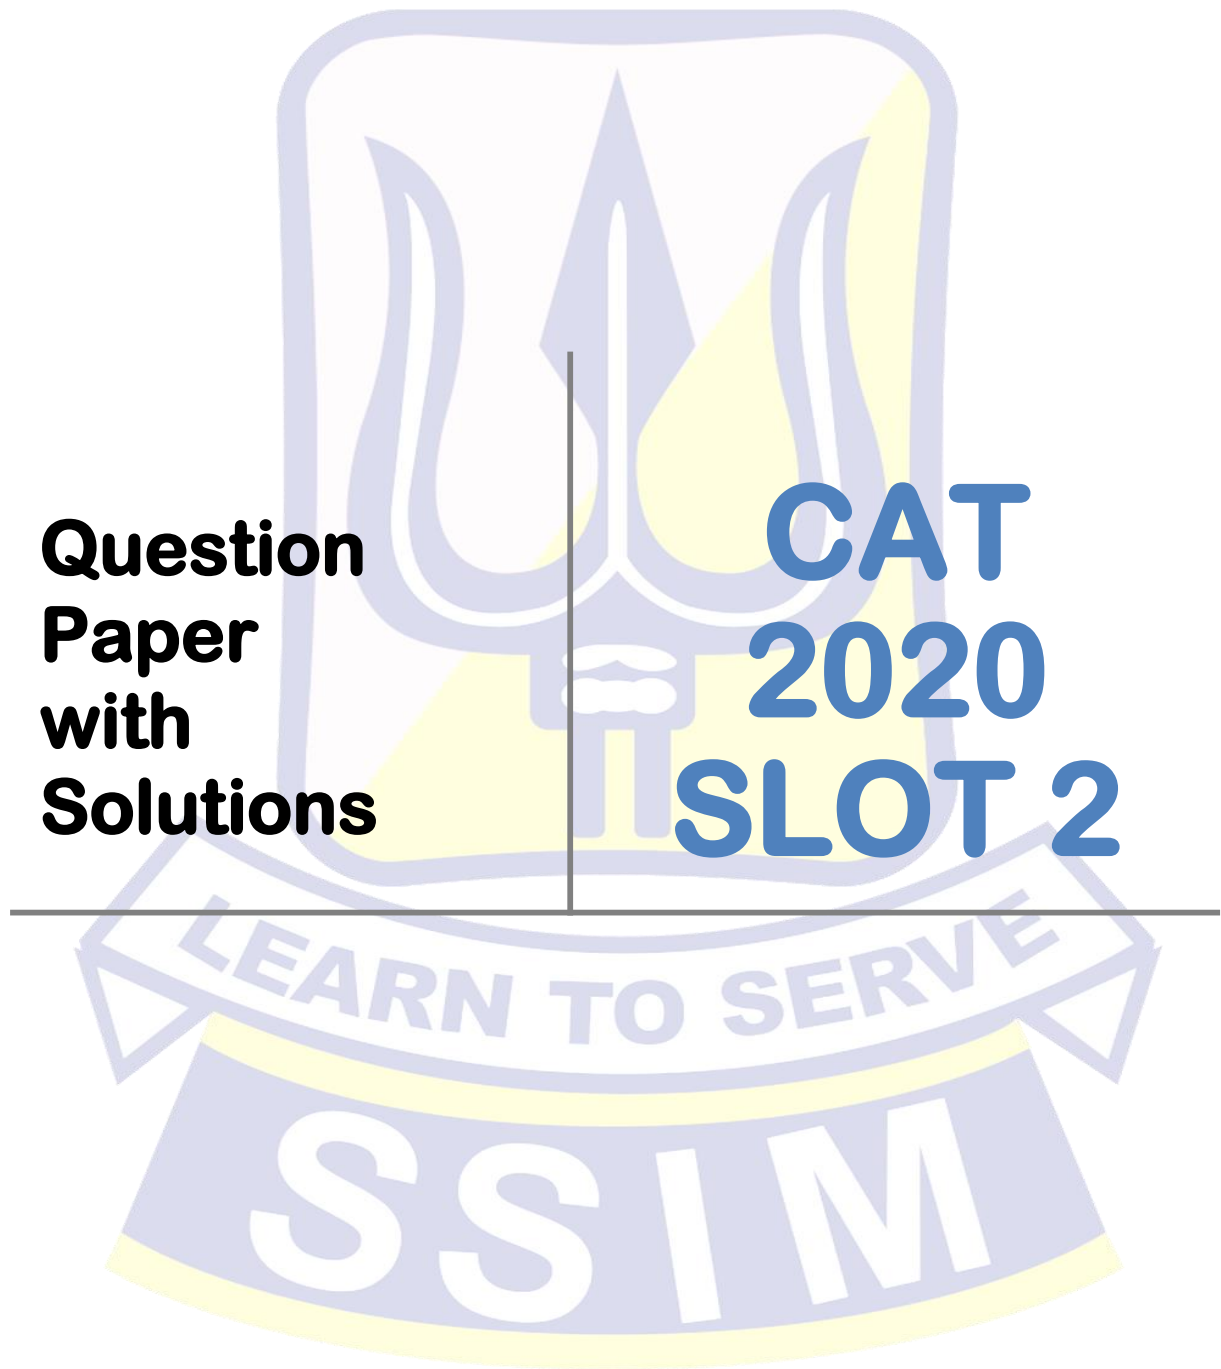 Question
Paper
with
Solutions
CAT
2020
SLOT 2
LEARN TO SERVE
SSIM